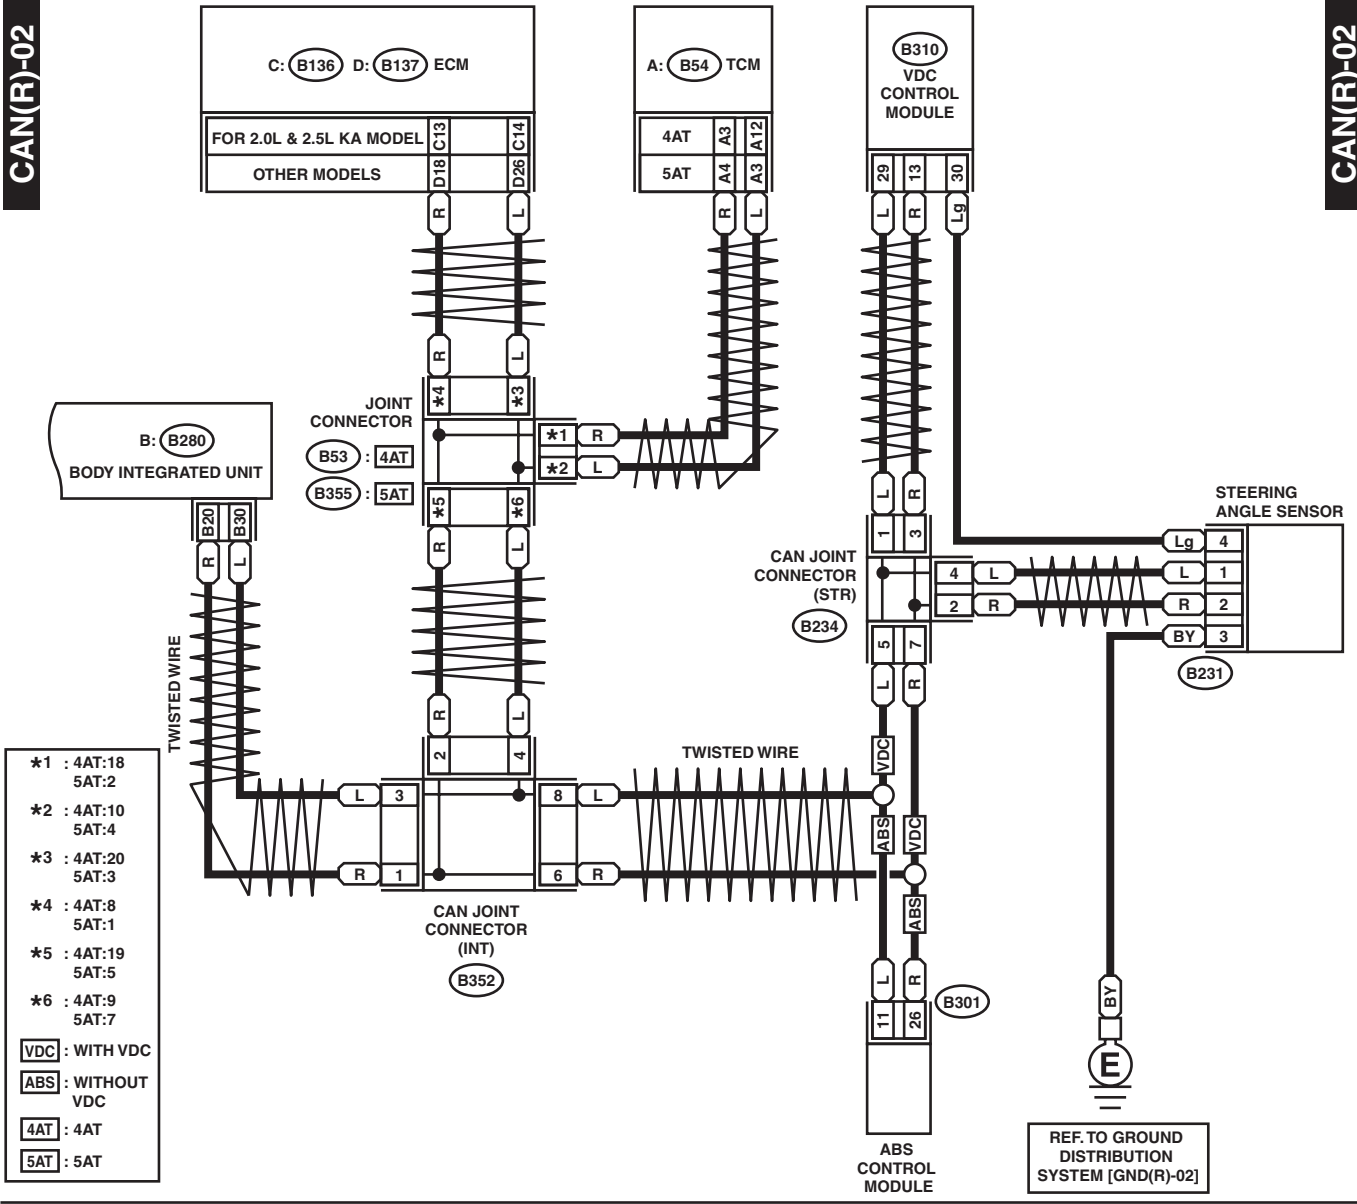 CAN(R)-02
CAN(R)-02
C: B136 D: B137 ECM
FOR 2.0L & 2.5L KA MODEL C13 C14
OTHER MODELS D18 D26
R L
R L
*4 *3
A: B54 TCM
4AT A3 A12
5AT A4 A3
R L
B310
VDC
CONTROL
MODULE
29 13 30
L R Lg
JOINT
CONNECTOR
B53 : 4AT
B355 : 5AT
*1 R
*2 L
*5 *6
R L
R L
2 4
B: B280
BODY INTEGRATED UNIT
B20 B30
R L
TWISTED WIRE
L R
1 3
CAN JOINT
CONNECTOR
(STR)
B234
4 L
2 R
5 7
L R
STEERING
ANGLE SENSOR
Lg 4
L 1
R 2
BY 3
B231
L 3
R 1
8 L
6 R
CAN JOINT
CONNECTOR
(INT)
B352
TWISTED WIRE
VDC
ABS VDC
ABS
L R
11 26
B301
ABS
CONTROL
MODULE
BY
E
REF. TO GROUND
DISTRIBUTION
SYSTEM [GND(R)-02]
*1 : 4AT:18
5AT:2
*2 : 4AT:10
5AT:4
*3 : 4AT:20
5AT:3
*4 : 4AT:8
5AT:1
*5 : 4AT:19
5AT:5
*6 : 4AT:9
5AT:7
VDC : WITH VDC
ABS : WITHOUT
VDC
4AT : 4AT
5AT : 5AT